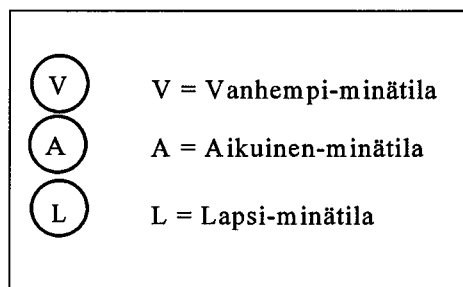 V V = Vanhempi-minätila
A A = Aikuinen-minätila
L L = Lapsi-minätila